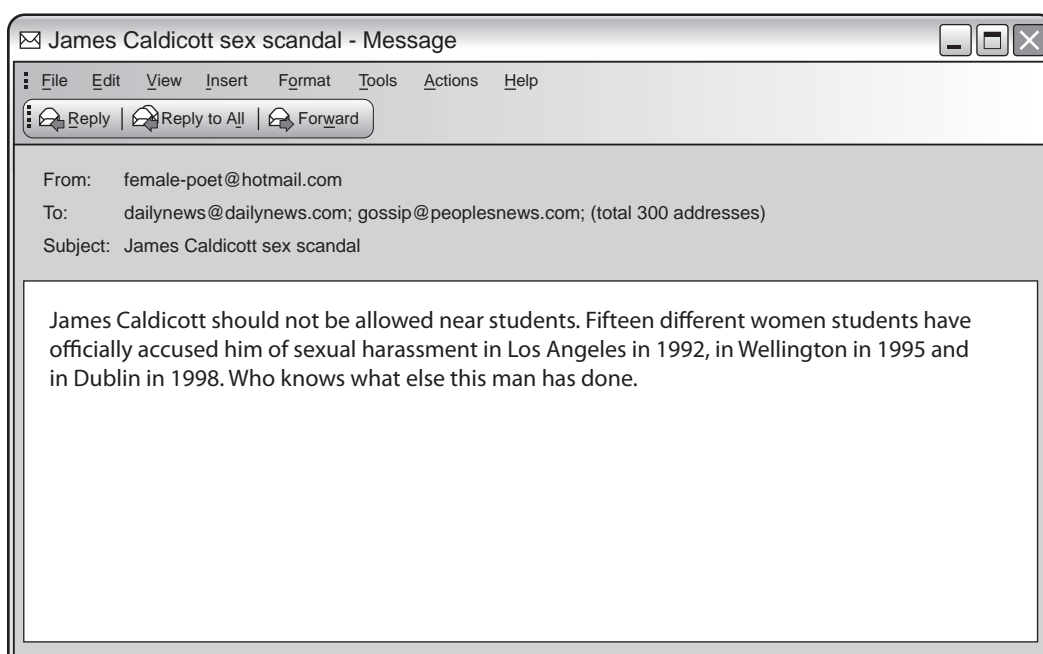 James Caldicott sex scandal - Message
File Edit View Insert Format Tools Actions Help
Reply Reply to All Forward
From: female-poet@hotmail.com
To: dailynews@dailynews.com; gossip@peoplesnews.com; (total 300 addresses)
Subject: James Caldicott sex scandal
James Caldicott should not be allowed near students. Fifteen different women students have
officially accused him of sexual harassment in Los Angeles in 1992, in Wellington in 1995 and
in Dublin in 1998. Who knows what else this man has done.